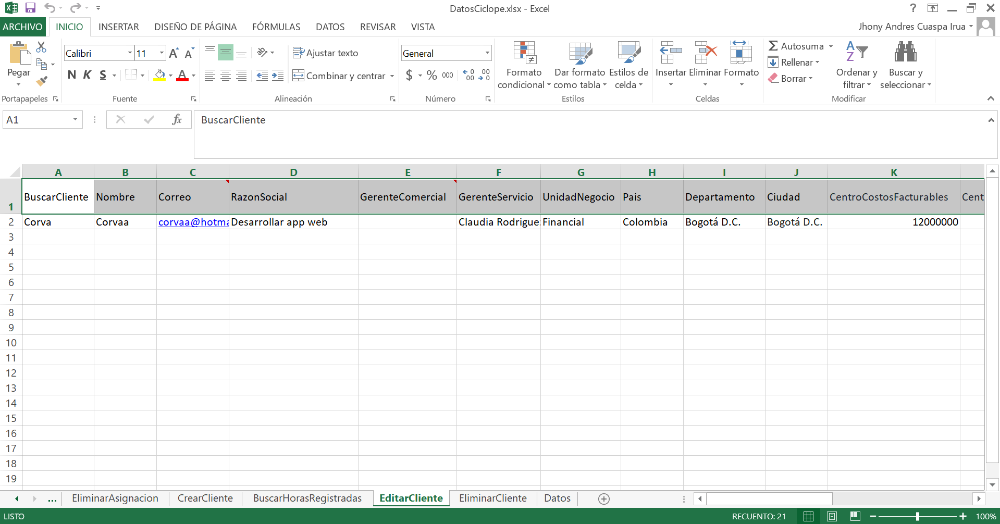 DatosCiclope.xlsx - Excel
?
ARCHIVO INICIO INSERTAR DISEÑO DE PÁGINA FÓRMULAS DATOS REVISAR VISTA Jhony Andres Cuaspa Irua
Pegar
Portapapeles
Calibri 11
N K S
Fuente
Ajustar texto
Combinar y centrar
Alineación
General
$ % 000
Número
Formato condicional
Dar formato como tabla
Estilos de celda
Estilos
Insertar Eliminar Formato
Celdas
Autosuma
Rellenar
Borrar
Ordenar y filtrar
Buscar y seleccionar
Modificar
A1 fx BuscarCliente
A B C D E F G H I J K
1 BuscarCliente Nombre Correo RazonSocial GerenteComercial GerenteServicio UnidadNegocio Pais Departamento Ciudad CentroCostosFacturables Cent
2 Corva Corvaa corvaa@hotma Desarrollar app web Claudia Rodrigue Financial Colombia Bogotá D.C. Bogotá D.C. 12000000
3
4
5
6
7
8
9
10
11
12
13
14
15
16
17
18
19
... EliminarAsignacion CrearCliente BuscarHorasRegistradas EditarCliente EliminarCliente Datos
LISTO RECUENTO: 21 100%